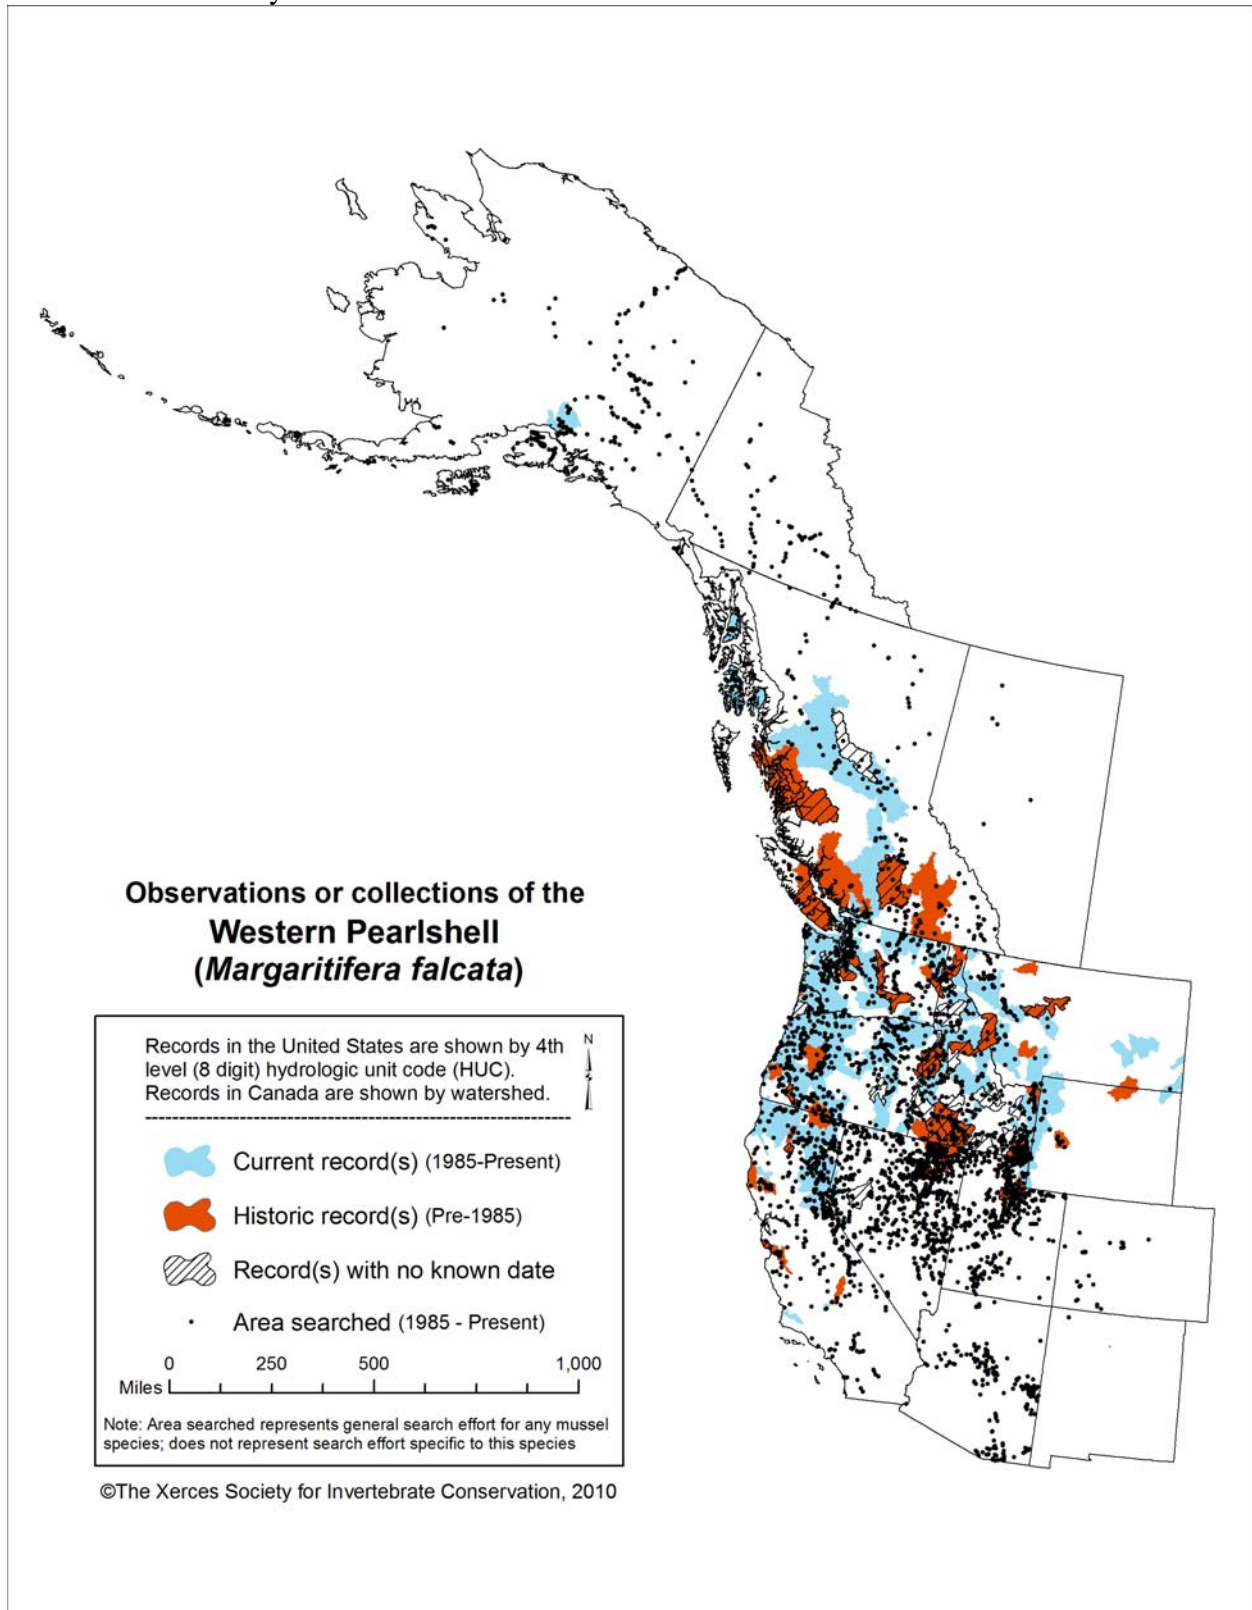 Observations or collections of the
Western Pearlshell
(Margaritifera falcata)
Records in the United States are shown by 4th
level (8 digit) hydrologic unit code (HUC).
Records in Canada are shown by watershed.
N
Current record(s) (1985-Present)
Historic record(s) (Pre-1985)
Record(s) with no known date
Area searched (1985 - Present)
0 250 500 1,000
Miles
Note: Area searched represents general search effort for any mussel
species; does not represent search effort specific to this species
©The Xerces Society for Invertebrate Conservation, 2010